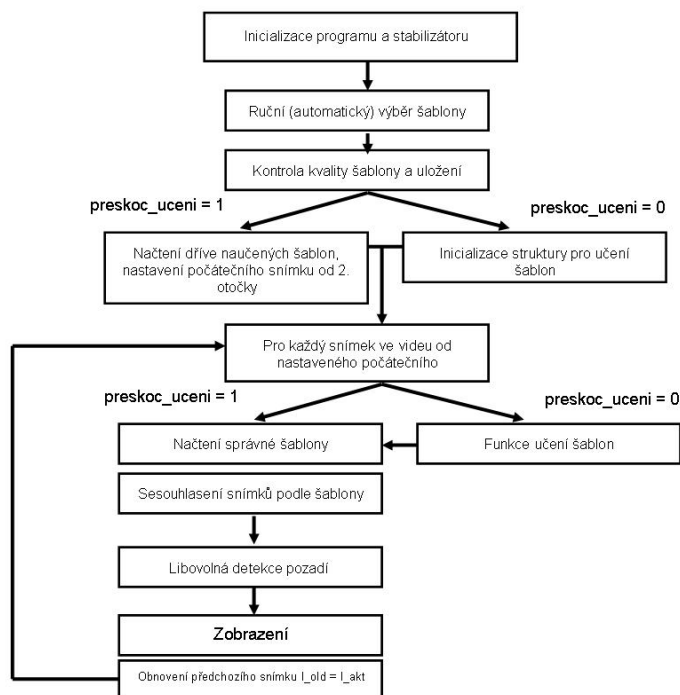 Inicializace programu a stabilizátoru
Ruční (automatický) výběr šablony
Kontrola kvality šablony a uložení
preskoc_uceni = 1
preskoc_uceni = 0
Načtení dříve naučených šablon,
nastavení počátečního snímku od 2.
otočky
Inicializace struktury pro učení
šablon
Pro každý snímek ve videu od
nastaveného počátečního
preskoc_uceni = 1
preskoc_uceni = 0
Načtení správné šablony
Funkce učení šablon
Sesouhlasení snímků podle šablony
Libovolná detekce pozadí
Zobrazení
Obnovení předchozího snímku I_old = I_akt